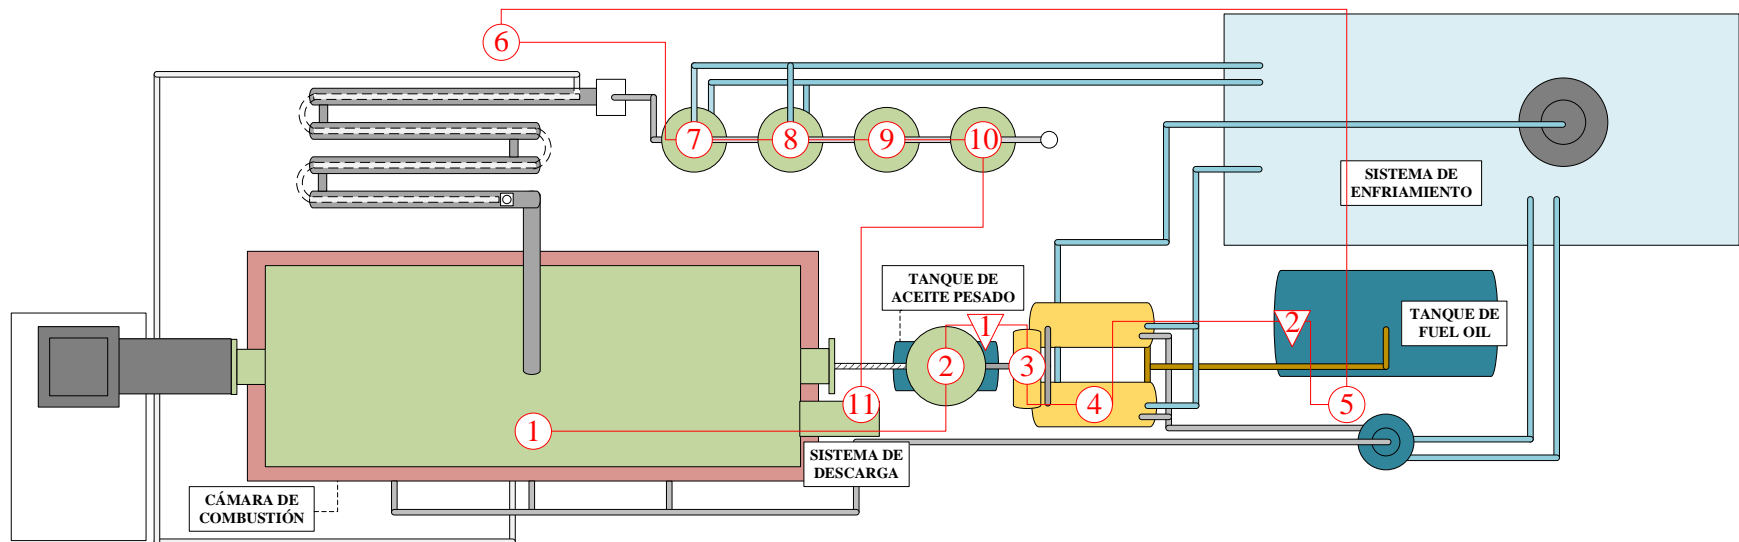 6
7
8
9
10
SISTEMA DE
ENFRIAMIENTO
TANQUE DE
ACEITE PESADO
1
2
TANQUE DE
FUEL OIL
2
3
11
4
5
1
SISTEMA DE
DESCARGA
CÁMARA DE
COMBUSTIÓN